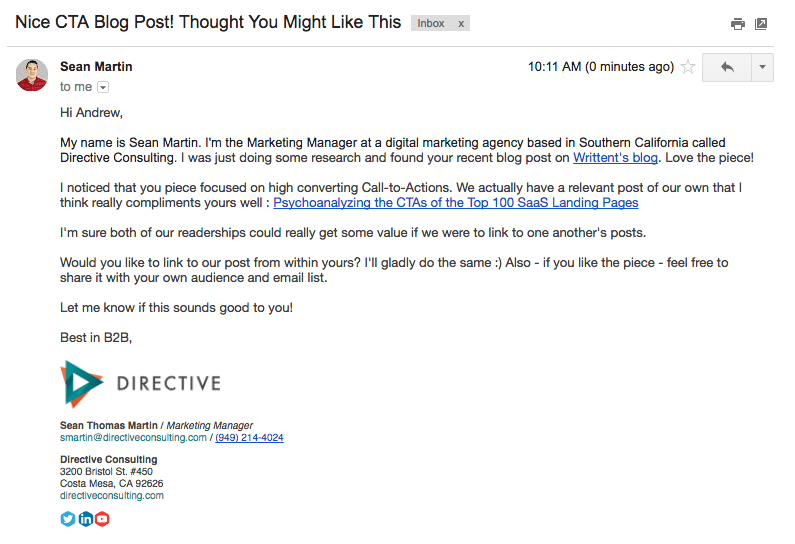 Nice CTA Blog Post! Thought You Might Like This Inbox x
Sean Martin 10:11 AM (0 minutes ago)
to me
Hi Andrew,
My name is Sean Martin. I'm the Marketing Manager at a digital marketing agency based in Southern California called
Directive Consulting. I was just doing some research and found your recent blog post on Writtent's blog. Love the piece!
I noticed that you piece focused on high converting Call-to-Actions. We actually have a relevant post of our own that I
think really compliments yours well : Psychoanalyzing the CTAs of the Top 100 SaaS Landing Pages
I'm sure both of our readerships could really get some value if we were to link to one another's posts.
Would you like to link to our post from within yours? I'll gladly do the same :) Also - if you like the piece - feel free to
share it with your own audience and email list.
Let me know if this sounds good to you!
Best in B2B,
DIRECTIVE
Sean Thomas Martin / Marketing Manager
smartin@directiveconsulting.com / (949) 214-4024
Directive Consulting
3200 Bristol St. #450
Costa Mesa, CA 92626
directiveconsulting.com
in